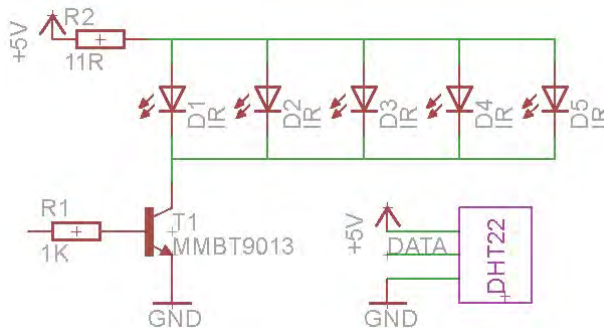 R2
+5V
11R
D1
IR
D2
IR
D3
IR
D4
IR
D5
IR
R1
1K
T1
MMBT9013
GND
+5V
DATA
DHT22
GND